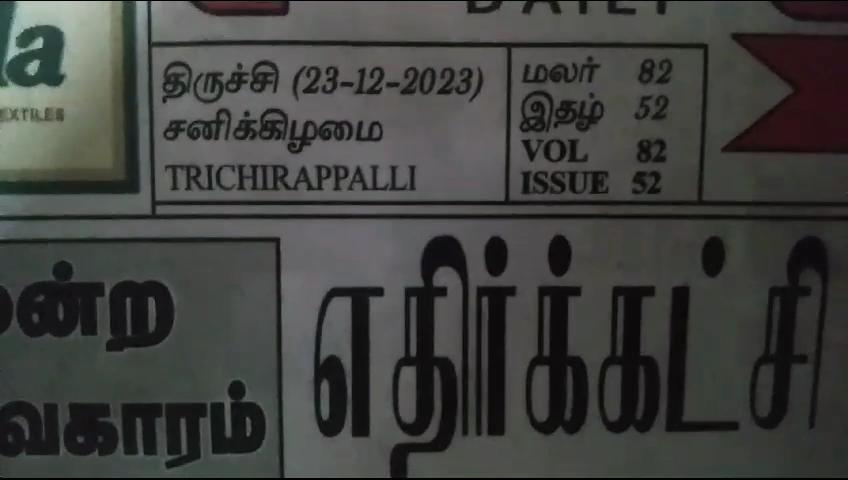 DAILY
la
EXTILES
திருச்சி (23-12-2023)
சனிக்கிழமை
TRICHIRAPPALLI
மலர் 82
இதழ் 52
VOL 82
ISSUE 52
ன்ற
வகாரம்
எதிர்க்கட்சி